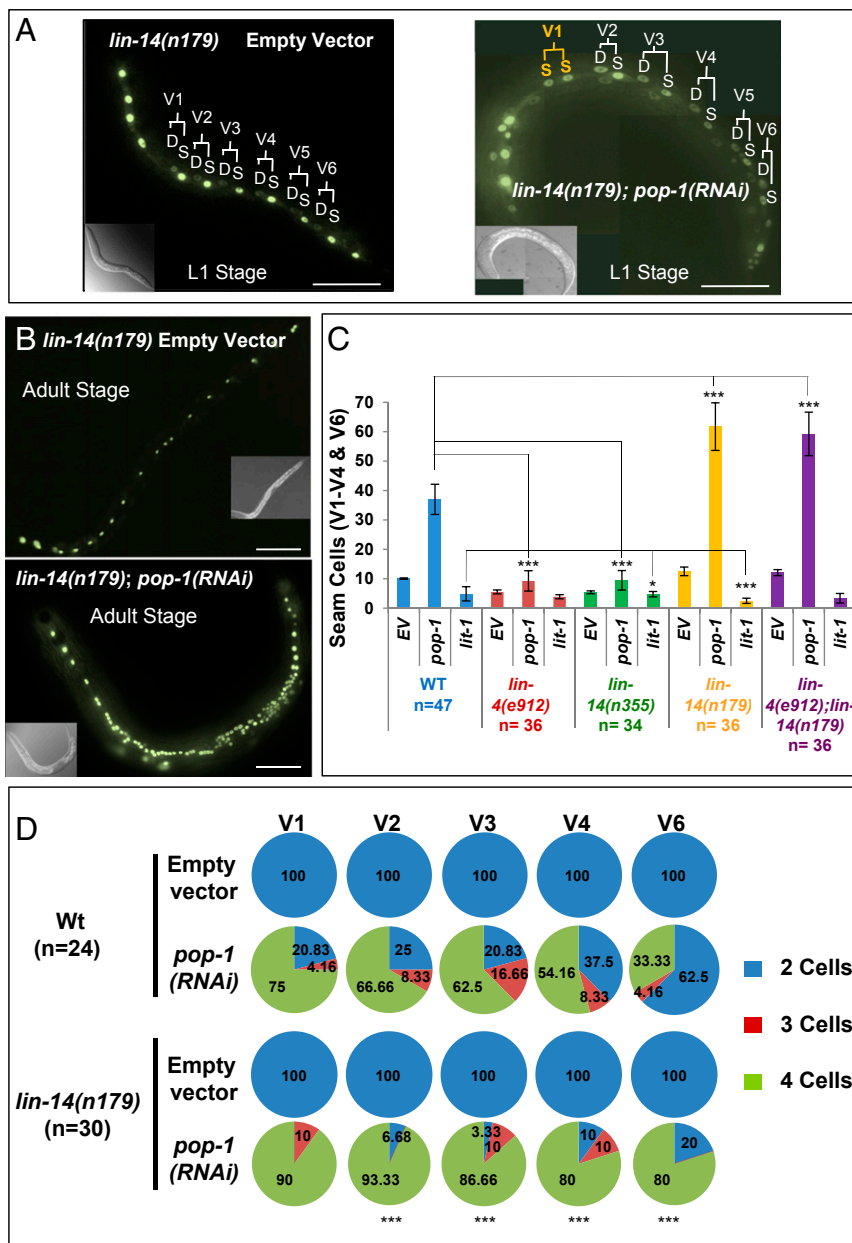 A
lin-14(n179) Empty Vector
V1
V2
V3
V4
V5
V6
D S
D S
D S
D S
D S
D S
L1 Stage
V1
V2
V3
V4
V5
V6
S S
D S
D S
D S
D S
D S
lin-14(n179); pop-1(RNAi)
L1 Stage
B
lin-14(n179) Empty Vector
Adult Stage
lin-14(n179); pop-1(RNAi)
Adult Stage
C
Seam Cells (V1-V4 & V6)
70
60
50
40
30
20
10
0
***
***
***
***
*
***
EV pop-1 lit-1 EV pop-1 lit-1 EV pop-1 lit-1 EV pop-1 lit-1 EV pop-1 lit-1
WT
n=47
lin-
4(e912)
n= 36
lin-
14(n355)
n= 34
lin-
14(n179)
n= 36
lin-
4(e912);lin-
14(n179)
n= 36
D
V1 V2 V3 V4 V6
Wt
(n=24)
Empty
vector
100 100 100 100 100
pop-1
(RNAi)
20.83 4.16 75
25 8.33 66.66
20.83 16.66 62.5
37.5 8.33 54.16
33.33 4.16 62.5
lin-14(n179)
(n=30)
Empty
vector
100 100 100 100 100
pop-1
(RNAi)
10 90
6.68 93.33
3.33 10 86.66
10 10 80
20 80
*** *** *** ***
2 Cells
3 Cells
4 Cells